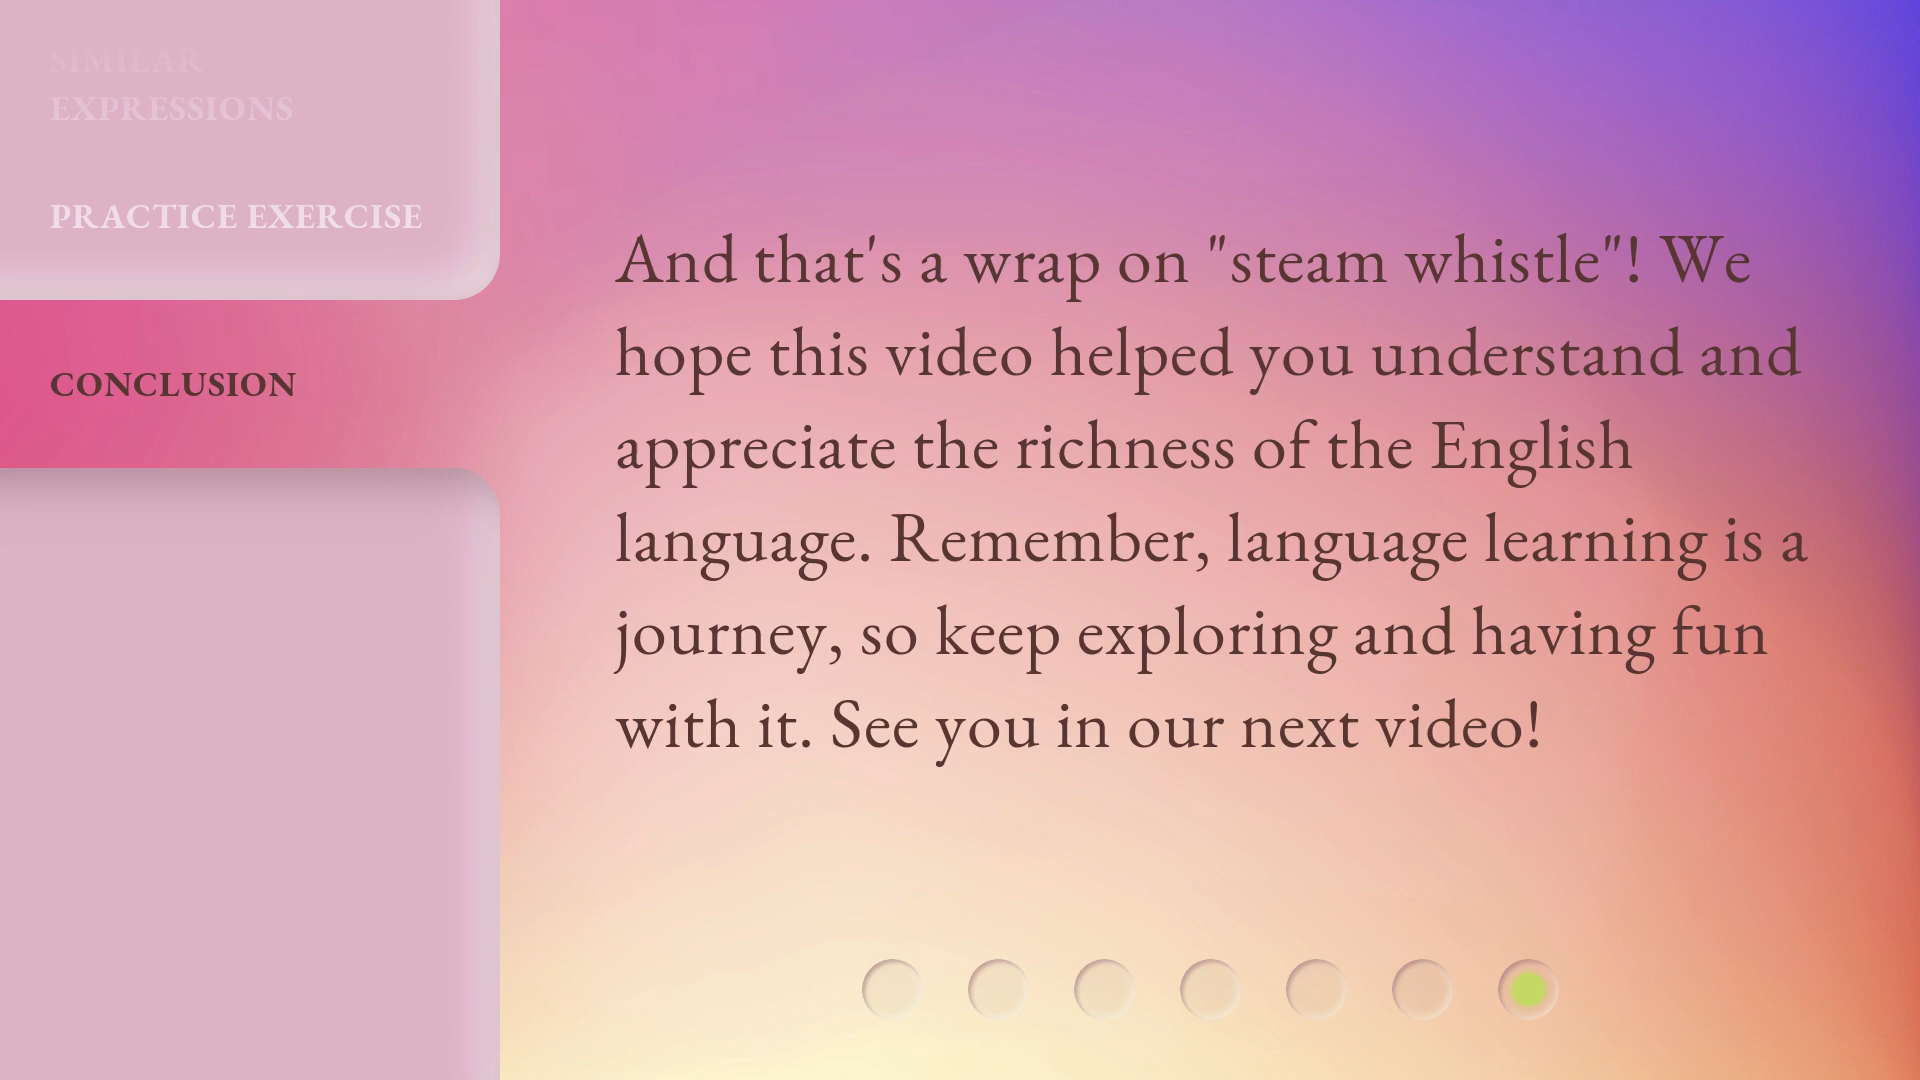 SIMILAR
EXPRESSIONS
PRACTICE EXERCISE
CONCLUSION
And that's a wrap on "steam whistle"! We
hope this video helped you understand and
appreciate the richness of the English
language. Remember, language learning is a
journey, so keep exploring and having fun
with it. See you in our next video!